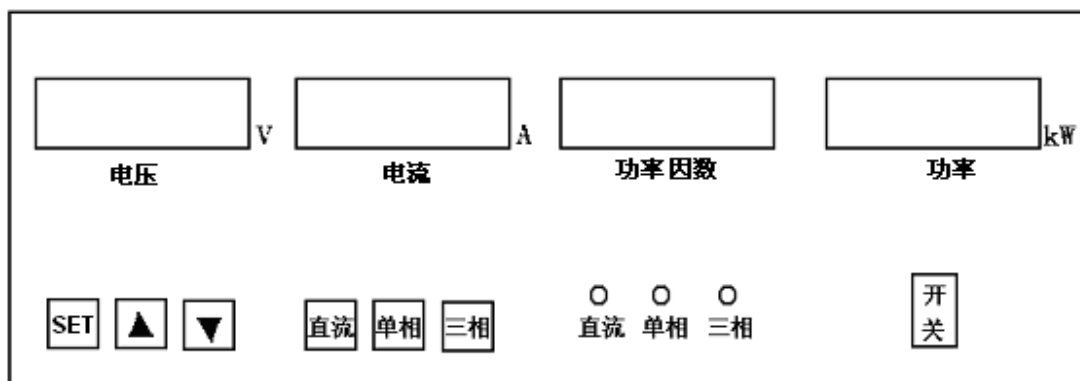 V A kW
电压 电流 功率因数 功率
SET ▲ ▼ 直流 单相 三相 直流 单相 三相 开关